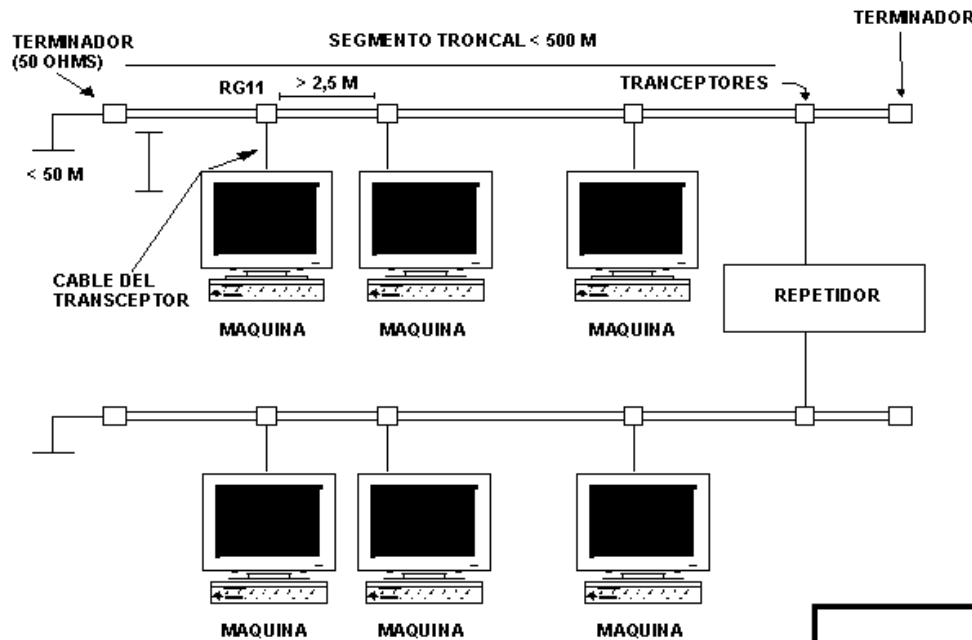 TERMINADOR
TERMINADOR
(50 OHMS)
SEGMENTO TRONCAL < 500 M
RG11
> 2,5 M
TRANCEPTORES
< 50 M
CABLE DEL
TRANSCEPTOR
REPETIDOR
MAQUINA
MAQUINA
MAQUINA
MAQUINA
MAQUINA
MAQUINA